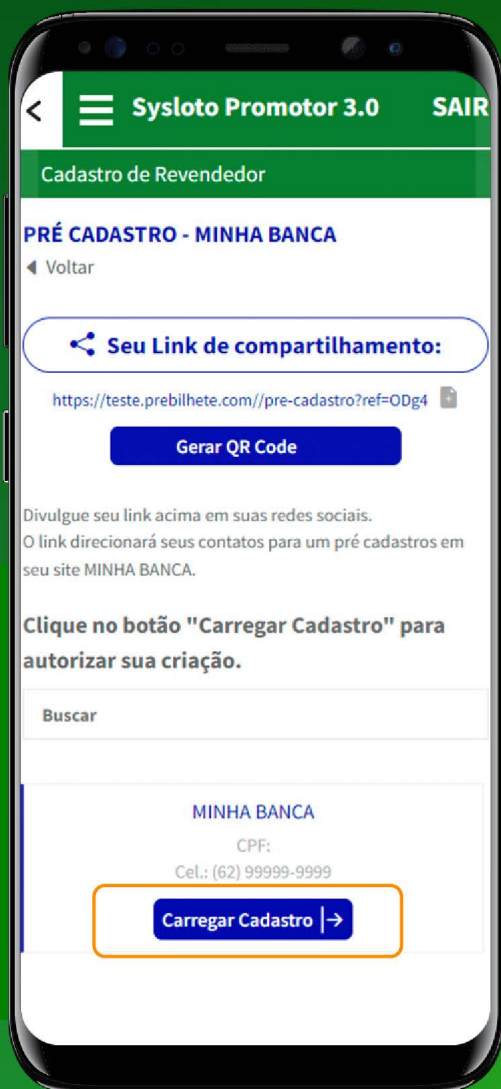 Sysloto Promotor 3.0 SAIR
Cadastro de Revendedor
PRÉ CADASTRO - MINHA BANCA
Voltar
Seu Link de compartilhamento:
https://teste.prebilhete.com//pre-cadastro?ref=ODg4
Gerar QR Code
Divulgue seu link acima em suas redes sociais.
O link direcionará seus contatos para um pré cadastros em
seu site MINHA BANCA.
Clique no botão "Carregar Cadastro" para
autorizar sua criação.
Buscar
MINHA BANCA
CPF:
Cel.: (62) 99999-9999
Carregar Cadastro